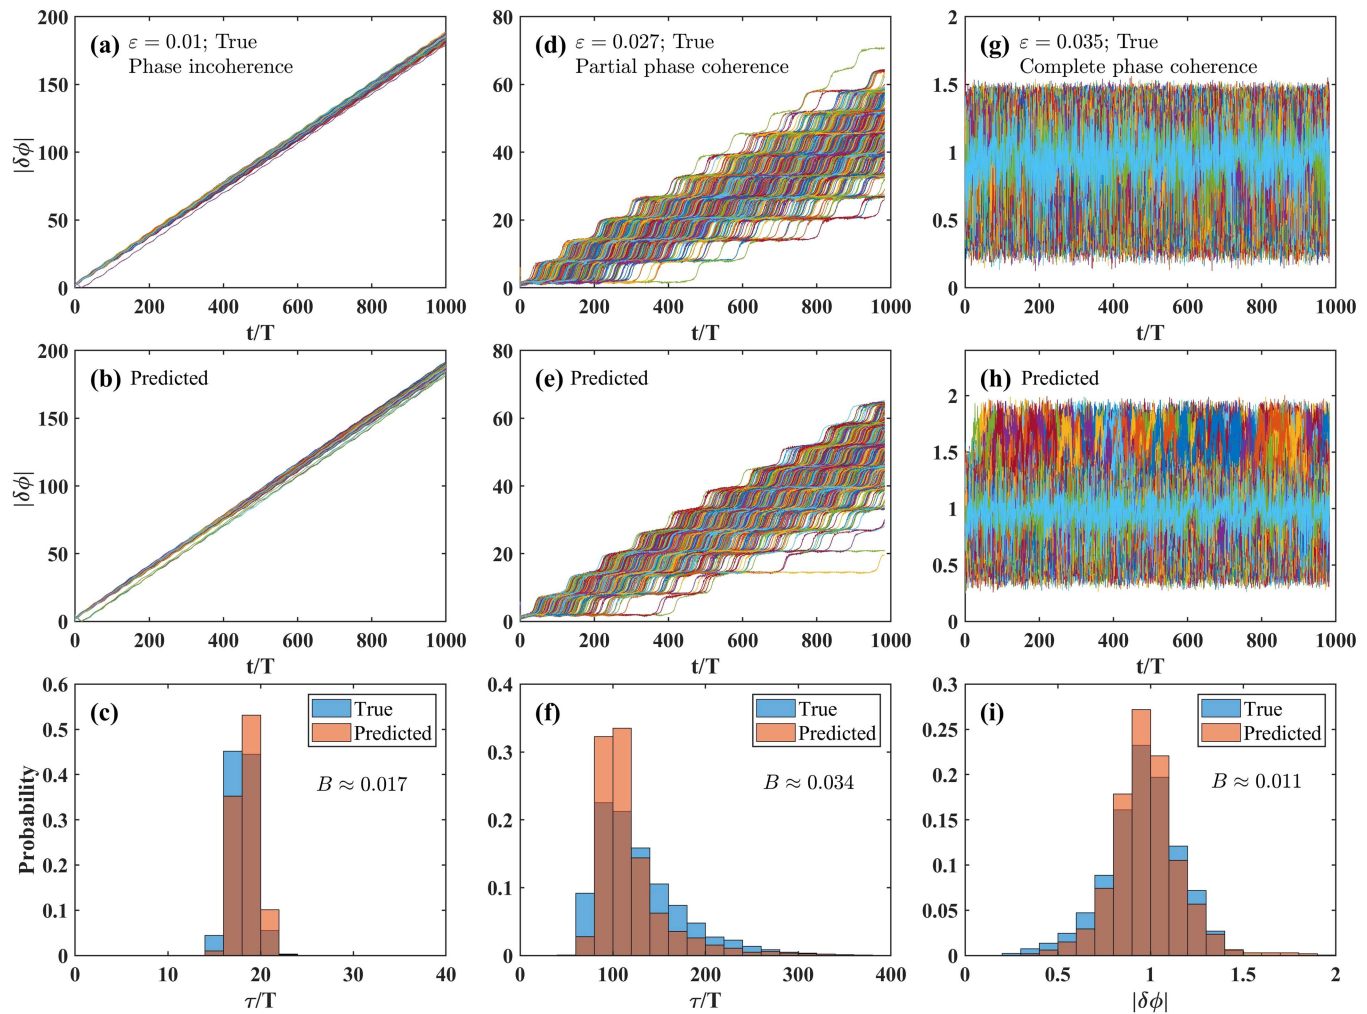 (a) ε = 0.01; True
Phase incoherence
200
150
100
50
0
|δϕ|
0 200 400 600 800 1000
t/T
(d) ε = 0.027; True
Partial phase coherence
80
60
40
20
0
0 200 400 600 800 1000
t/T
(g) ε = 0.035; True
Complete phase coherence
2
1.5
1
0.5
0
0 200 400 600 800 1000
t/T
(b) Predicted
200
150
100
50
0
|δϕ|
0 200 400 600 800 1000
t/T
(e) Predicted
80
60
40
20
0
0 200 400 600 800 1000
t/T
(h) Predicted
2
1.5
1
0.5
0
0 200 400 600 800 1000
t/T
(c)
True
Predicted
B ≈ 0.017
0.6
0.5
0.4
0.3
0.2
0.1
0
Probability
0 10 20 30 40
τ/T
(f)
True
Predicted
B ≈ 0.034
0.4
0.3
0.2
0.1
0
0 100 200 300 400
τ/T
(i)
True
Predicted
B ≈ 0.011
0.3
0.25
0.2
0.15
0.1
0.05
0
0 0.5 1 1.5 2
|δϕ|